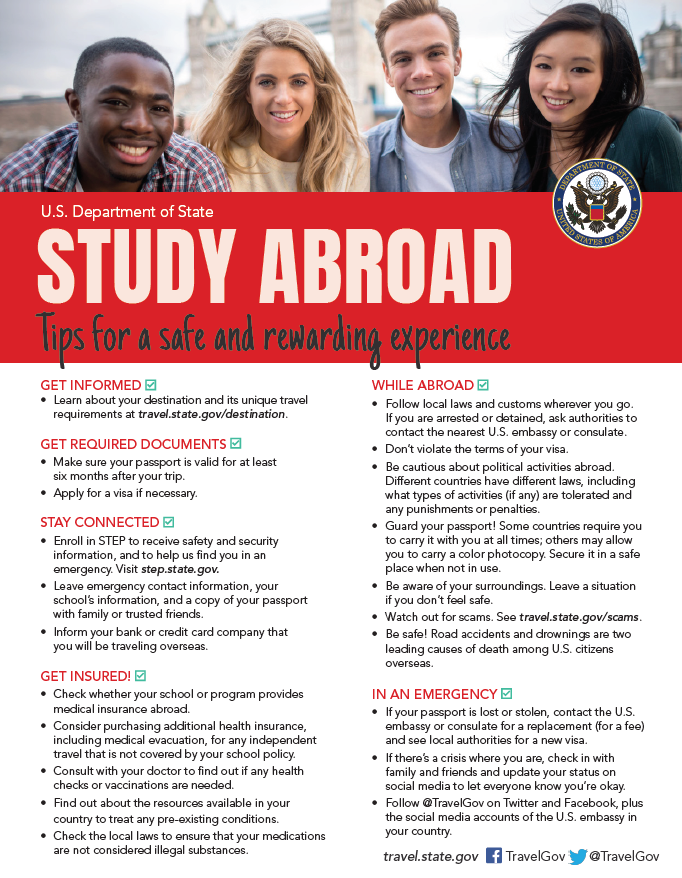 DEPARTMENT OF STATE
UNITED STATES OF AMERICA
U.S. Department of State
STUDY ABROAD
Tips for a safe and rewarding experience
GET INFORMED
• Learn about your destination and its unique travel
requirements at travel.state.gov/destination.
GET REQUIRED DOCUMENTS
• Make sure your passport is valid for at least
six months after your trip.
• Apply for a visa if necessary.
STAY CONNECTED
• Enroll in STEP to receive safety and security
information, and to help us find you in an
emergency. Visit step.state.gov.
• Leave emergency contact information, your
school's information, and a copy of your passport
with family or trusted friends.
• Inform your bank or credit card company that
you will be traveling overseas.
GET INSURED!
• Check whether your school or program provides
medical insurance abroad.
• Consider purchasing additional health insurance,
including medical evacuation, for any independent
travel that is not covered by your school policy.
• Consult with your doctor to find out if any health
checks or vaccinations are needed.
• Find out about the resources available in your
country to treat any pre-existing conditions.
• Check the local laws to ensure that your medications
are not considered illegal substances.
WHILE ABROAD
• Follow local laws and customs wherever you go.
If you are arrested or detained, ask authorities to
contact the nearest U.S. embassy or consulate.
• Don't violate the terms of your visa.
• Be cautious about political activities abroad.
Different countries have different laws, including
what types of activities (if any) are tolerated and
any punishments or penalties.
• Guard your passport! Some countries require you
to carry it with you at all times; others may allow
you to carry a color photocopy. Secure it in a safe
place when not in use.
• Be aware of your surroundings. Leave a situation
if you don't feel safe.
• Watch out for scams. See travel.state.gov/scams.
• Be safe! Road accidents and drownings are two
leading causes of death among U.S. citizens
overseas.
IN AN EMERGENCY
• If your passport is lost or stolen, contact the U.S.
embassy or consulate for a replacement (for a fee)
and see local authorities for a new visa.
• If there's a crisis where you are, check in with
family and friends and update your status on
social media to let everyone know you're okay.
• Follow @TravelGov on Twitter and Facebook, plus
the social media accounts of the U.S. embassy in
your country.
travel.state.gov TravelGov @TravelGov